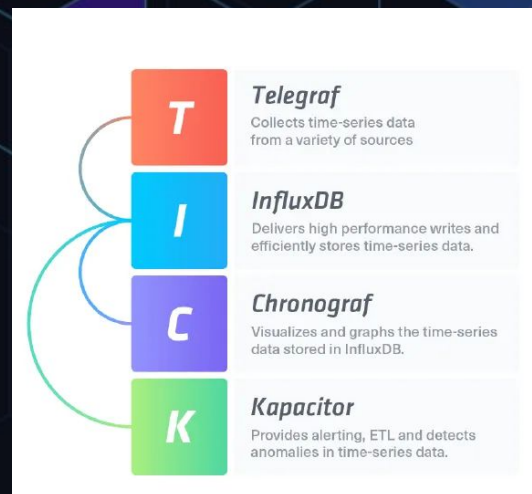 T
Telegraf
Collects time-series data
from a variety of sources
I
InfluxDB
Delivers high performance writes and
efficiently stores time-series data.
C
Chronograf
Visualizes and graphs the time-series
data stored in InfluxDB.
K
Kapacitor
Provides alerting, ETL and detects
anomalies in time-series data.